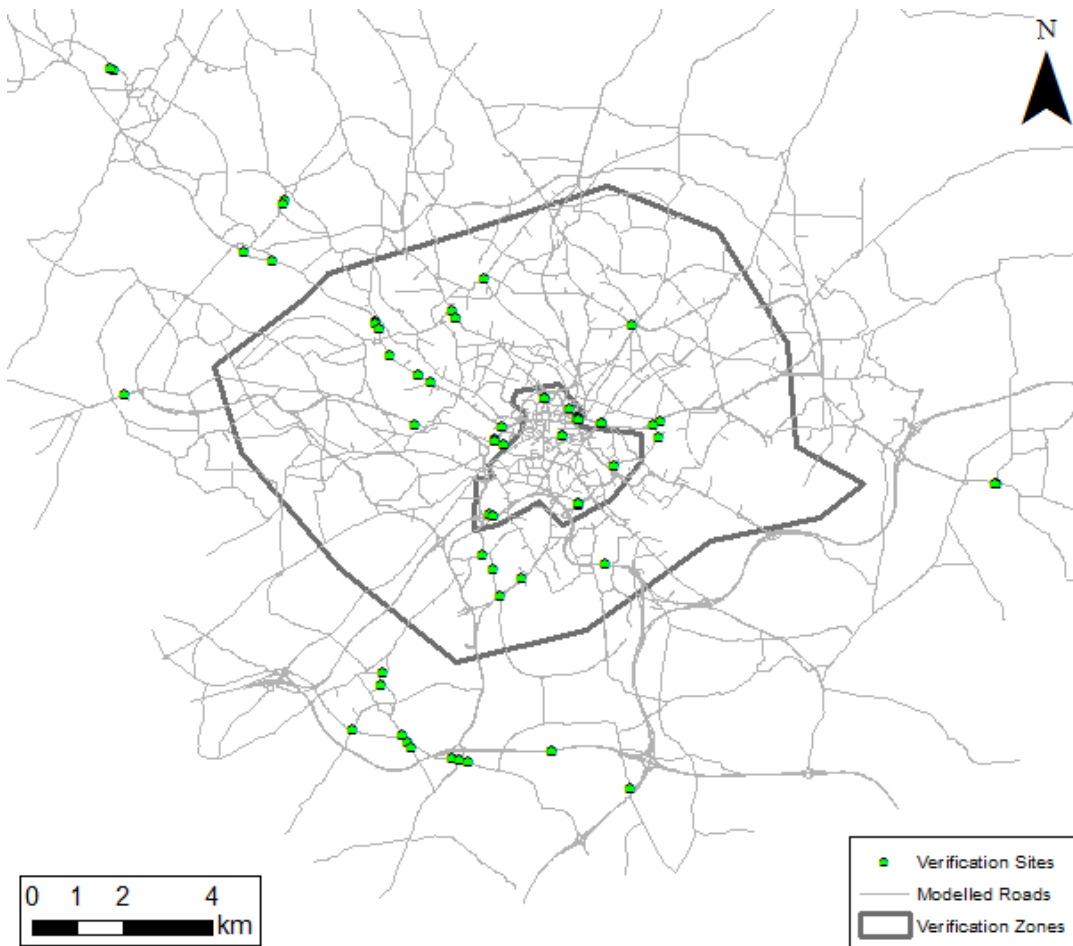 N
Verification Sites
Modelled Roads
Verification Zones
0 1 2 4
km